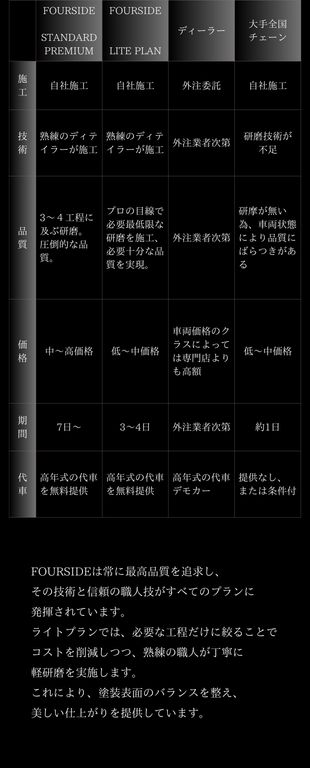 FOURSIDE
STANDARD
PREMIUM
FOURSIDE
LITE PLAN
ディーラー
大手全国
チェーン
施工
自社施工
自社施工
外注委託
自社施工
技術
熟練のディテ
イラーが施工
熟練のディテ
イラーが施工
外注業者次第
研磨技術が
不足
品質
3〜４工程に
及ぶ研磨。
圧倒的な品
質。
プロの目線で
必要最低限な
研磨を施工、
必要十分な品
質を実現。
外注業者次第
研摩が無い
為、車両状態
により品質に
ばらつきがあ
る
価格
中〜高価格
低〜中価格
車両価格のク
ラスによって
は専門店より
も高額
低〜中価格
期間
7日〜
3〜4日
外注業者次第
約1日
代車
高年式の代車
を無料提供
高年式の代車
を無料提供
高年式の代車
デモカー
提供なし、
または条件付
FOURSIDEは常に最高品質を追求し、
その技術と信頼の職人技がすべてのプランに
発揮されています。
ライトプランでは、必要な工程だけに絞ることで
コストを削減しつつ、熟練の職人が丁寧に
軽研磨を実施します。
これにより、塗装表面のバランスを整え、
美しい仕上がりを提供しています。